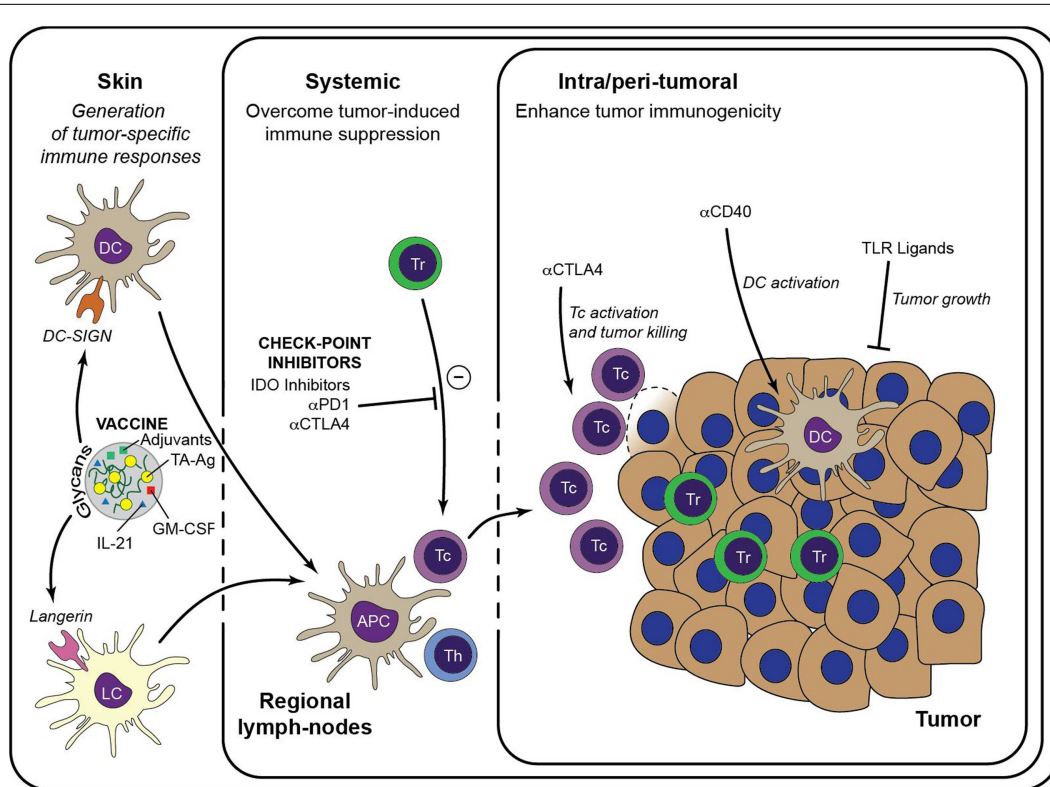 Skin
Generation
of tumor-specific
immune responses
DC
DC-SIGN
VACCINE
Adjuvants
TA-Ag
Glycans
GM-CSF
IL-21
Langerin
LC
Systemic
Overcome tumor-induced
immune suppression
Tr
CHECK-POINT
INHIBITORS
IDO Inhibitors
αPD1
αCTLA4
−
Tc
APC
Th
Regional
lymph-nodes
Intra/peri-tumoral
Enhance tumor immunogenicity
αCD40
TLR Ligands
αCTLA4
DC activation
Tumor growth
Tc activation
and tumor killing
Tc
Tc
Tc
Tc
DC
Tr
Tr
Tr
Tumor